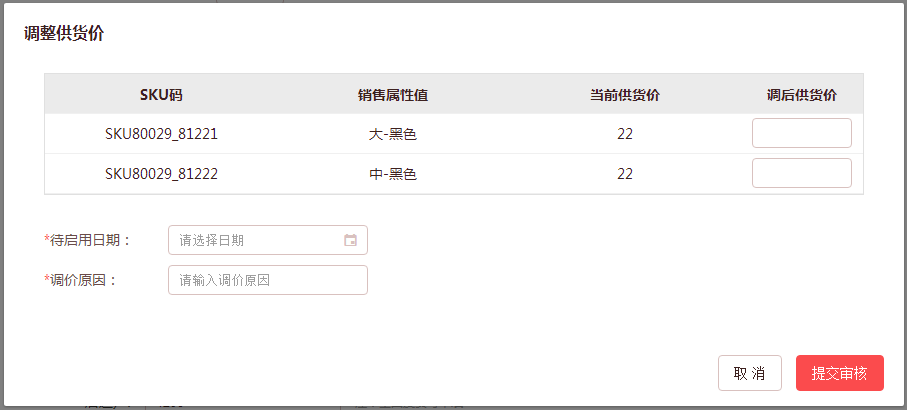 调整供货价
SKU码 销售属性值 当前供货价 调后供货价
SKU80029_81221 大-黑色 22
SKU80029_81222 中-黑色 22
*待启用日期： 请选择日期
*调价原因： 请输入调价原因
取 消 提交审核